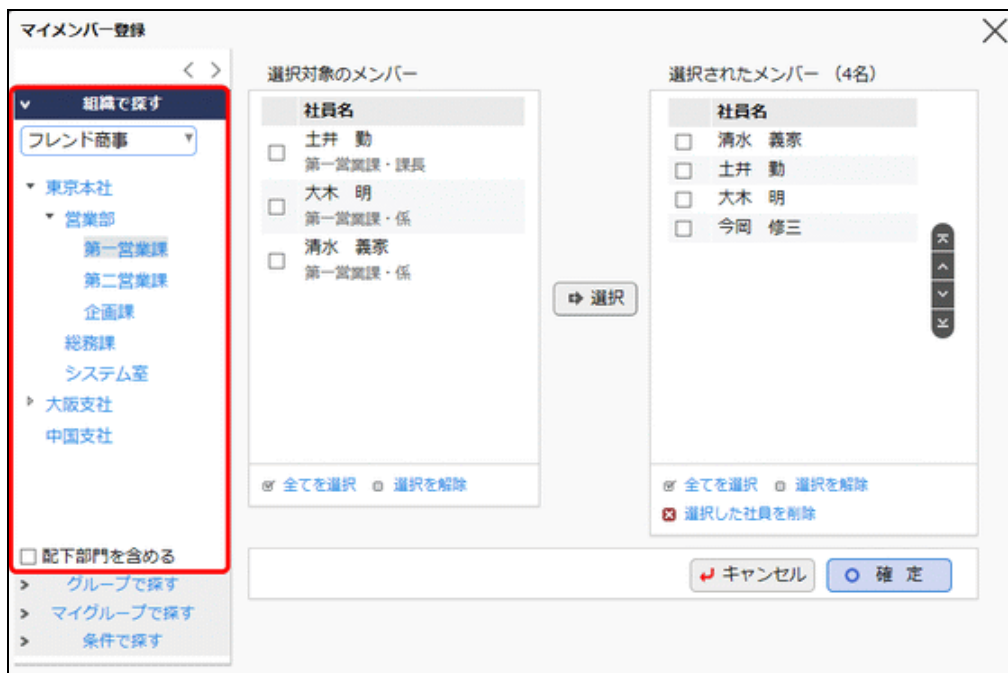 マイメンバー登録
組織で探す
フレンド商事
東京本社
営業部
第一営業課
第二営業課
企画課
総務課
システム室
大阪支社
中国支社
配下部門を含める
グループで探す
マイグループで探す
条件で探す
選択対象のメンバー
社員名
土井 勤
第一営業課・課長
大木 明
第一営業課・係
清水 義家
第一営業課・係
全てを選択 選択を解除
選択
選択されたメンバー （4名）
社員名
清水 義家
土井 勤
大木 明
今岡 修三
全てを選択 選択を解除
選択した社員を削除
キャンセル
確 定